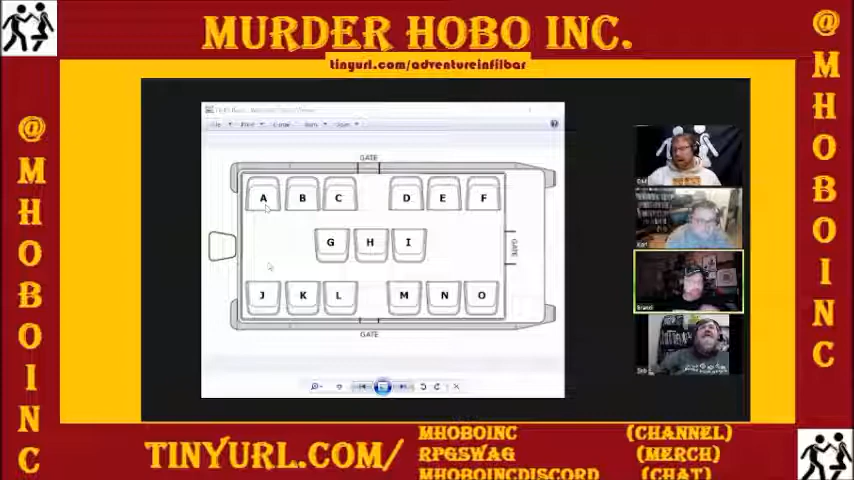 MURDER HOBO INC.
tinyurl.com/adventureinfilbar
@MHOBOINC
@MHOBOINC
GATE
A B C D E F
G H I
GATE
J K L M N O
GATE
TINYURL.COM/
MHOBOINC (CHANNEL)
RPGSWAG (MERCH)
MHOBOINCDISCORD (CHAT)